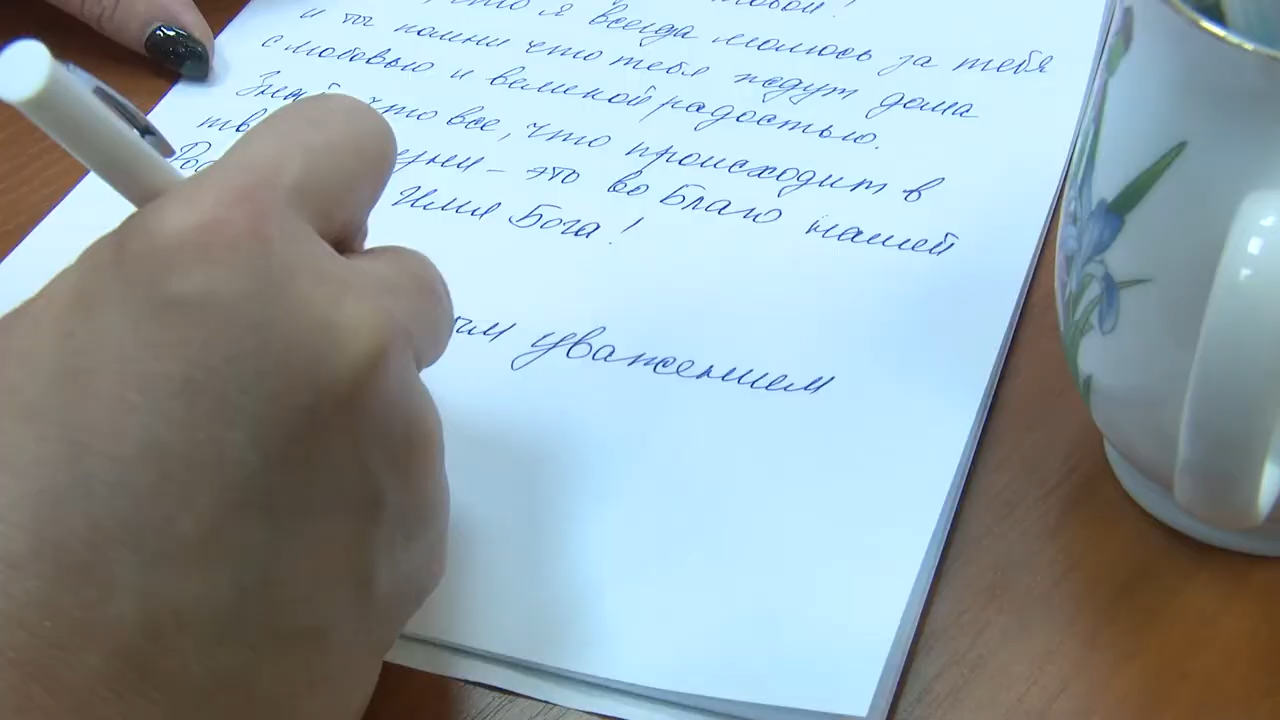 что я всегда молюсь за тебя
и ты помни что тебя ждут дома
с любовью и великой радостью.
что все, что происходит в
это во Благо нашей
Имя Бога!
уважением